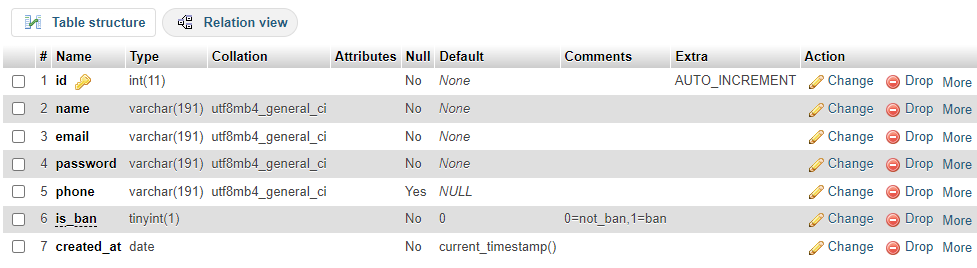 Table structure Relation view
# Name Type Collation Attributes Null Default Comments Extra Action
1 id int(11) No None AUTO_INCREMENT Change Drop More
2 name varchar(191) utf8mb4_general_ci No None Change Drop More
3 email varchar(191) utf8mb4_general_ci No None Change Drop More
4 password varchar(191) utf8mb4_general_ci No None Change Drop More
5 phone varchar(191) utf8mb4_general_ci Yes NULL Change Drop More
6 is_ban tinyint(1) No 0 0=not_ban,1=ban Change Drop More
7 created_at date No current_timestamp() Change Drop More